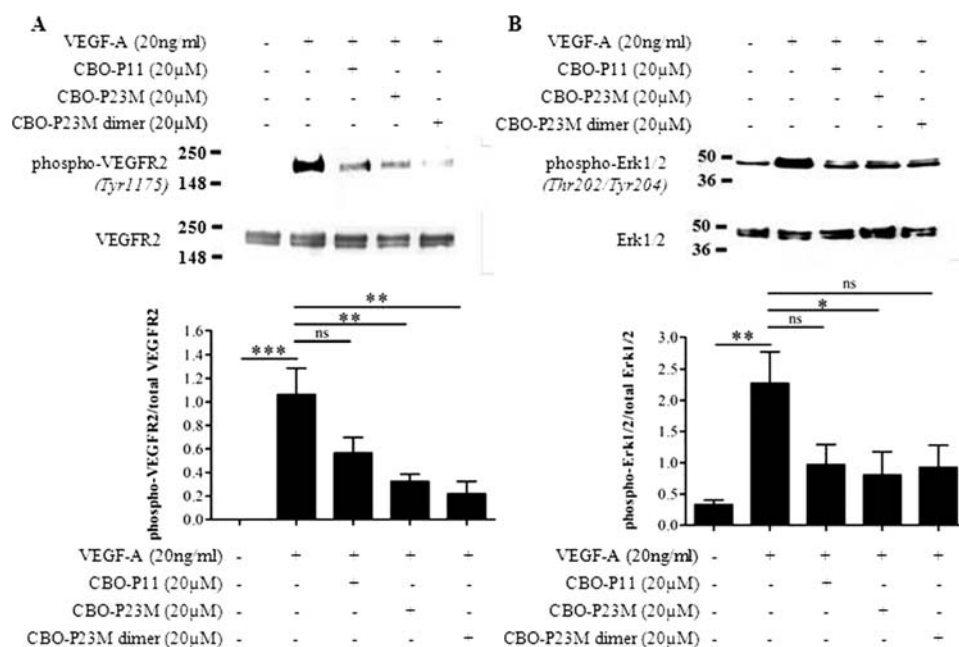 A
VEGF-A (20ng/ml) - + + + +
CBO-P11 (20µM) - - + - -
CBO-P23M (20µM) - - - + -
CBO-P23M dimer (20µM) - - - - +
phospho-VEGFR2
(Tyr1175)
250
148
VEGFR2
250
148
**
**
ns
***
phospho-VEGFR2/total VEGFR2
1.6
1.4
1.2
1.0
0.8
0.6
0.4
0.2
0.0
VEGF-A (20ng/ml) - + + + +
CBO-P11 (20µM) - - + - -
CBO-P23M (20µM) - - - + -
CBO-P23M dimer (20µM) - - - - +
B
VEGF-A (20ng/ml) - + + + +
CBO-P11 (20µM) - - + - -
CBO-P23M (20µM) - - - + -
CBO-P23M dimer (20µM) - - - - +
phospho-Erk1/2
(Thr202/Tyr204)
50
36
Erk1/2
50
36
ns
*
ns
**
phospho-Erk1/2/total Erk1/2
3.0
2.5
2.0
1.5
1.0
0.5
0.0
VEGF-A (20ng/ml) - + + + +
CBO-P11 (20µM) - - + - -
CBO-P23M (20µM) - - - + -
CBO-P23M dimer (20µM) - - - - +